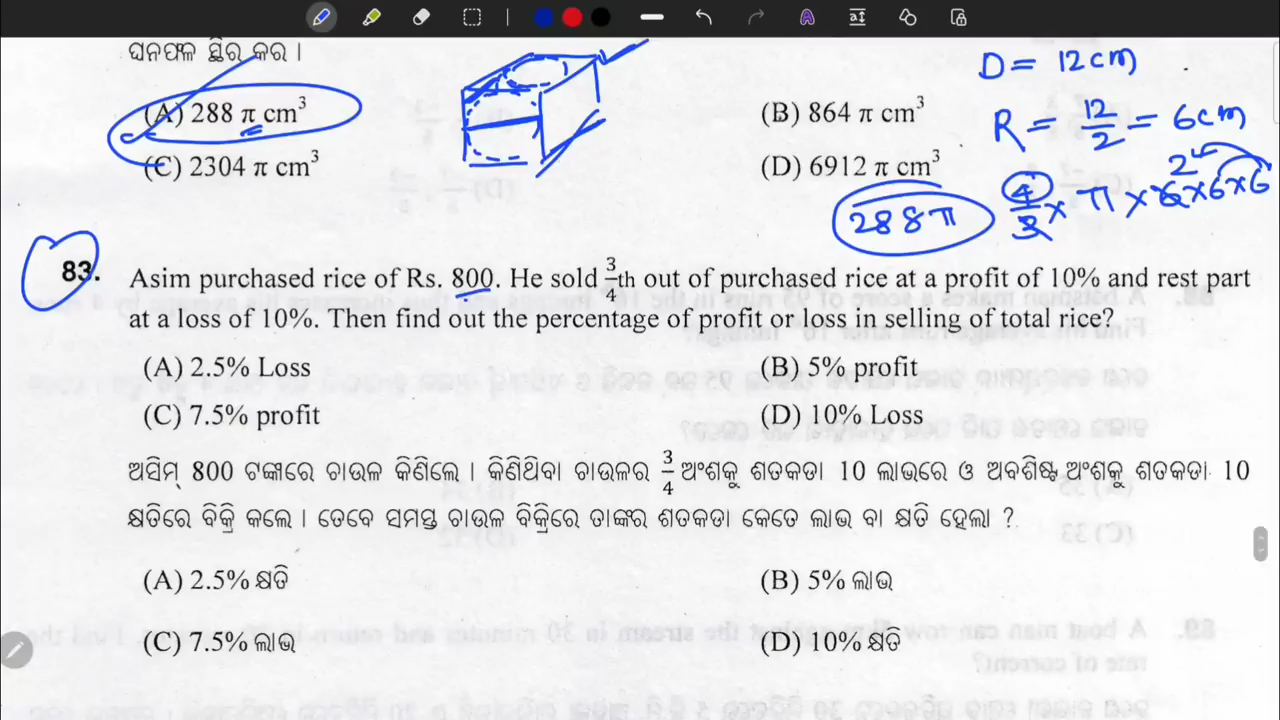 ଘନଫଳ ସ୍ଥିର କର ।
(A) 288 π cm³
(B) 864 π cm³
(C) 2304 π cm³
(D) 6912 π cm³
D = 12cm
R = 12/2 = 6cm
4/3 × π × 6×6×6
2
288π
83. Asim purchased rice of Rs. 800. He sold 3/4th out of purchased rice at a profit of 10% and rest part
at a loss of 10%. Then find out the percentage of profit or loss in selling of total rice?
(A) 2.5% Loss
(B) 5% profit
(C) 7.5% profit
(D) 10% Loss
ଅସିମ୍ 800 ଟଙ୍କାରେ ଚାଉଳ କିଣିଲେ । କିଣିଥିବା ଚାଉଳର 3/4 ଅଂଶକୁ ଶତକଡା 10 ଲାଭରେ ଓ ଅବଶିଷ୍ଟ ଅଂଶକୁ ଶତକଡା 10
କ୍ଷତିରେ ବିକ୍ରି କଲେ । ତେବେ ସମସ୍ତ ଚାଉଳ ବିକ୍ରିରେ ତାଙ୍କର ଶତକଡା କେତେ ଲାଭ ବା କ୍ଷତି ହେଲା ?
(A) 2.5% କ୍ଷତି
(B) 5% ଲାଭ
(C) 7.5% ଲାଭ
(D) 10% କ୍ଷତି